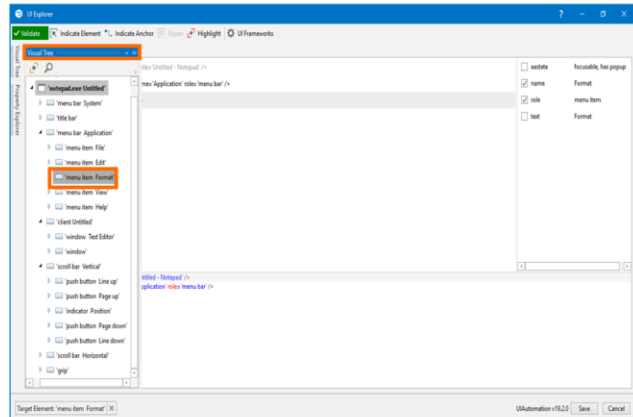 UI Explorer
Validate Indicate Element Indicate Anchor Repair Highlight UI Frameworks
Visual Tree
Visual Tree
Property Explorer
'notepad.exe Untitled'
'menu bar System'
'title bar'
'menu bar Application'
'menu item File'
'menu item Edit'
'menu item Format'
'menu item View'
'menu item Help'
'client Untitled'
'window Text Editor'
'window'
'scroll bar Vertical'
'push button Line up'
'push button Page up'
'indicator Position'
'push button Page down'
'push button Line down'
'scroll bar Horizontal'
'grip'
'Untitled - Notepad' />
me='Application' role='menu bar' />
aastate focusable, has popup
name Format
role menu item
text Format
ntitled - Notepad' />
pplication' role='menu bar' />
Target Element: 'menu item Format'
UIAutomation v19.2.0 Save Cancel